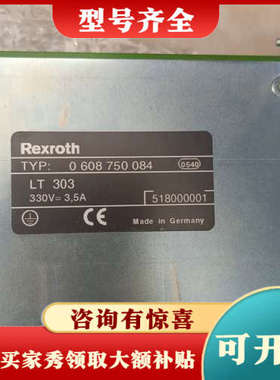 型号齐全
Rexroth
TYP: 0 608 750 084 0540
LT 303
330V= 3,5A 518000001
CE Made in Germany
咨询有惊喜
买家秀领取大额补贴
可开